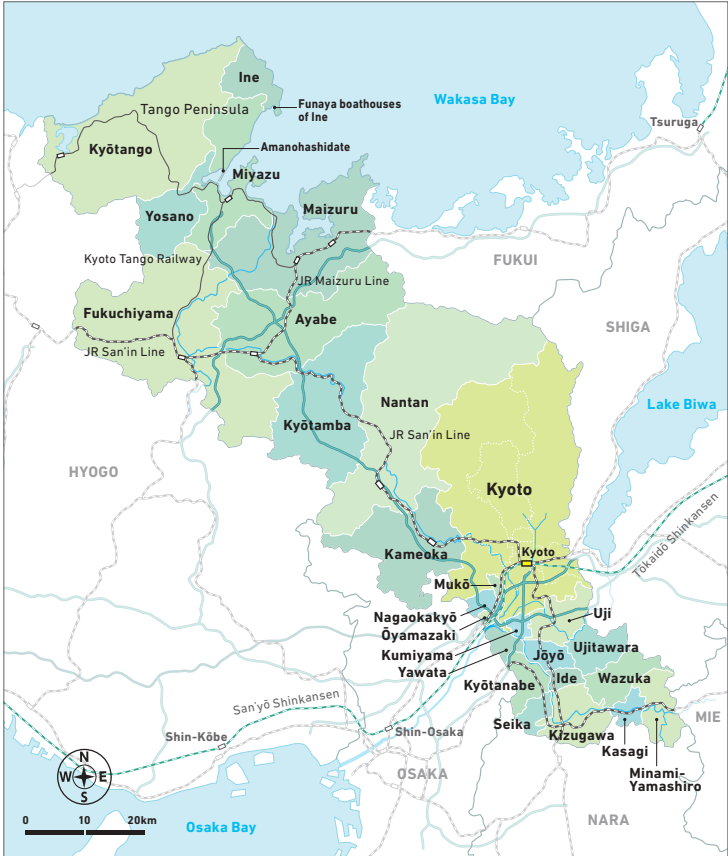 Ine
Tango Peninsula
Funaya boathouses
of Ine
Wakasa Bay
Tsuruga
Kyōtango
Amanohashidate
Miyazu
Yosano
Maizuru
Kyoto Tango Railway
FUKUI
JR Maizuru Line
Fukuchiyama
Ayabe
SHIGA
JR San'in Line
Nantan
Lake Biwa
Kyōtamba
JR San'in Line
HYOGO
Kyoto
Tōkaidō Shinkansen
Kameoka
Kyoto
Mukō
Nagaokakyō
Uji
Ōyamazaki
Kumiyama
Jōyō
Ujitawara
Yawata
Ide
Wazuka
Kyōtanabe
San'yō Shinkansen
Seika
MIE
Shin-Kōbe
Shin-Osaka
Kizugawa
Kasagi
N
W E
S
OSAKA
Minami-
Yamashiro
0 10 20km
Osaka Bay
NARA